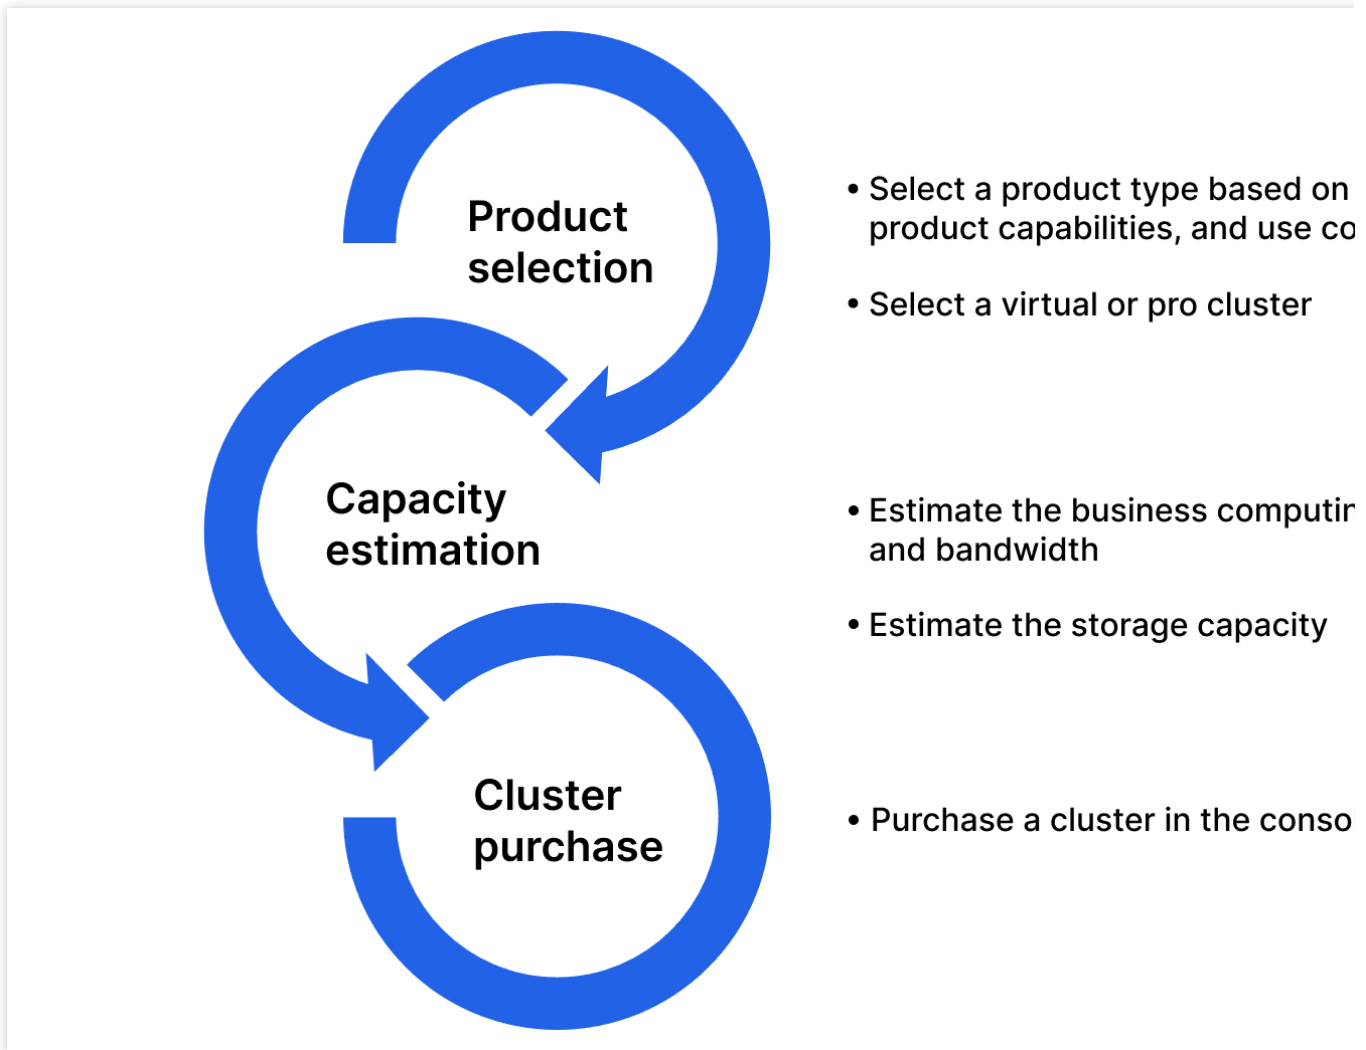 Product
selection
• Select a product type based on
product capabilities, and use
• Select a virtual or pro cluster
Capacity
estimation
• Estimate the business
and bandwidth
• Estimate the storage capacity
Cluster
purchase
• Purchase a cluster in the